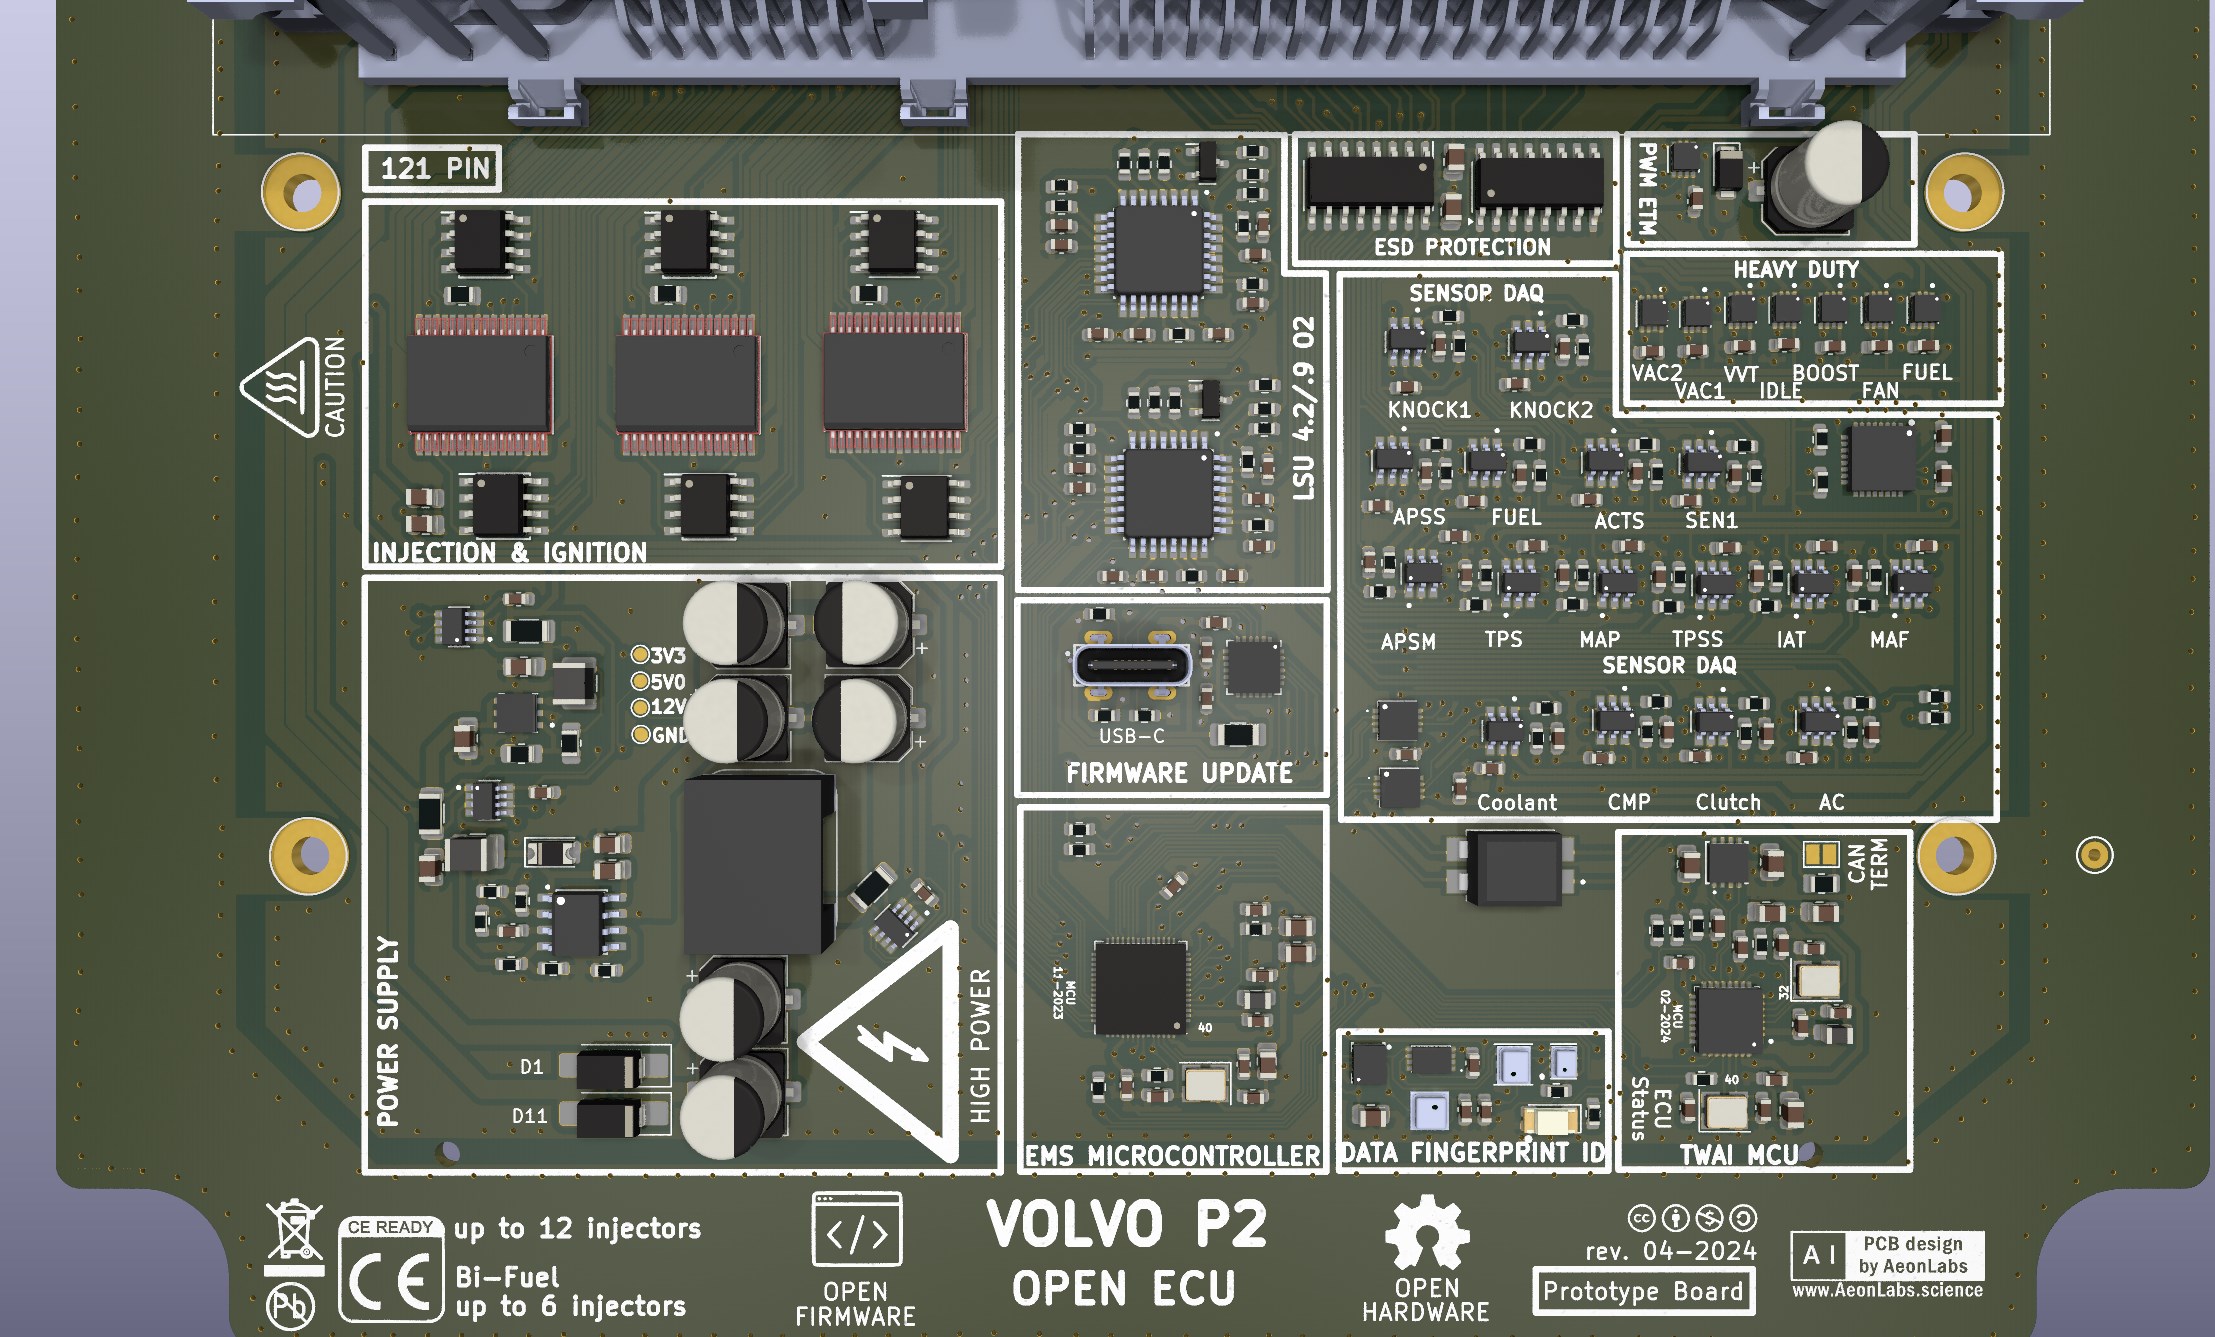 121 PIN
PWM ETM
ESD PROTECTION
HEAVY DUTY
SENSOR DAQ
LSU 4.2/.9 O2
CAUTION
VAC2 VVT BOOST FUEL
VAC1 IDLE FAN
KNOCK1 KNOCK2
APSS FUEL ACTS SEN1
INJECTION & IGNITION
APSM TPS MAP TPSS IAT MAF
SENSOR DAQ
3V3
5V0
12V
GND
+
+
USB-C
FIRMWARE UPDATE
Coolant CMP Clutch AC
CAN
TERM
POWER SUPPLY
HIGH POWER
+
+
D1
D11
MCU
11-2023
40
EMS MICROCONTROLLER
DATA FINGERPRINT ID
32
MCU
02-2024
40
ECU
Status
TWAI MCU
CE READY
CE
Pb
up to 12 injectors
Bi-Fuel
up to 6 injectors
</>
OPEN
FIRMWARE
VOLVO P2
OPEN ECU
OPEN
HARDWARE
cc
rev. 04-2024
Prototype Board
AI
PCB design
by AeonLabs
www.AeonLabs.science